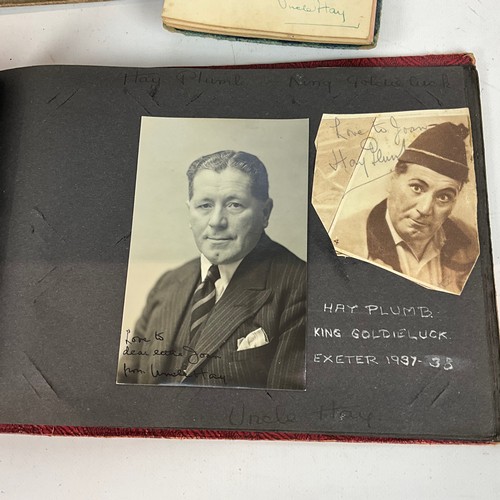 Uncle Hay
Hay Plumb King Goldieluck
Love to Joan
Hay Plumb
Love to
dear little Joan
from Uncle Hay
HAY PLUMB.
KING GOLDIELUCK.
EXETER 1937-38
Uncle Hay.